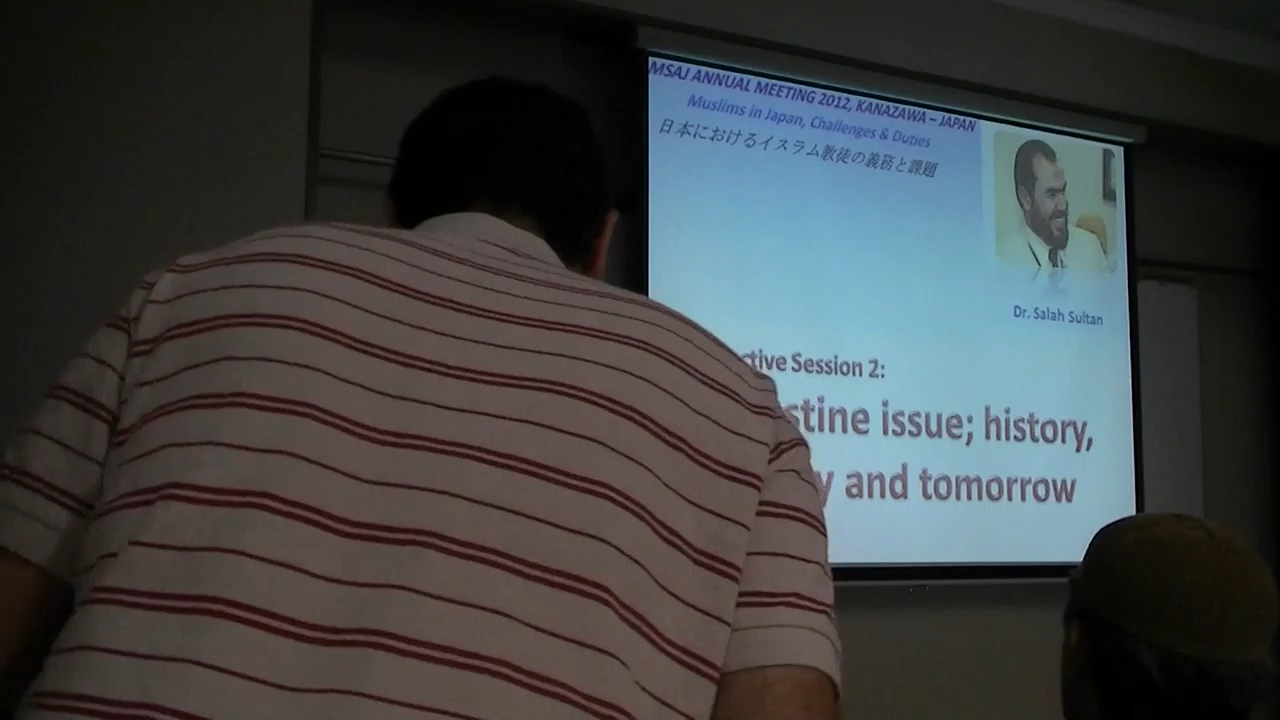 MSAJ ANNUAL MEETING 2012, KANAZAWA – JAPAN
Muslims in Japan, Challenges & Duties
日本におけるイスラム教徒の義務と課題
Dr. Salah Sultan
Session 2:
issue; history,
and tomorrow